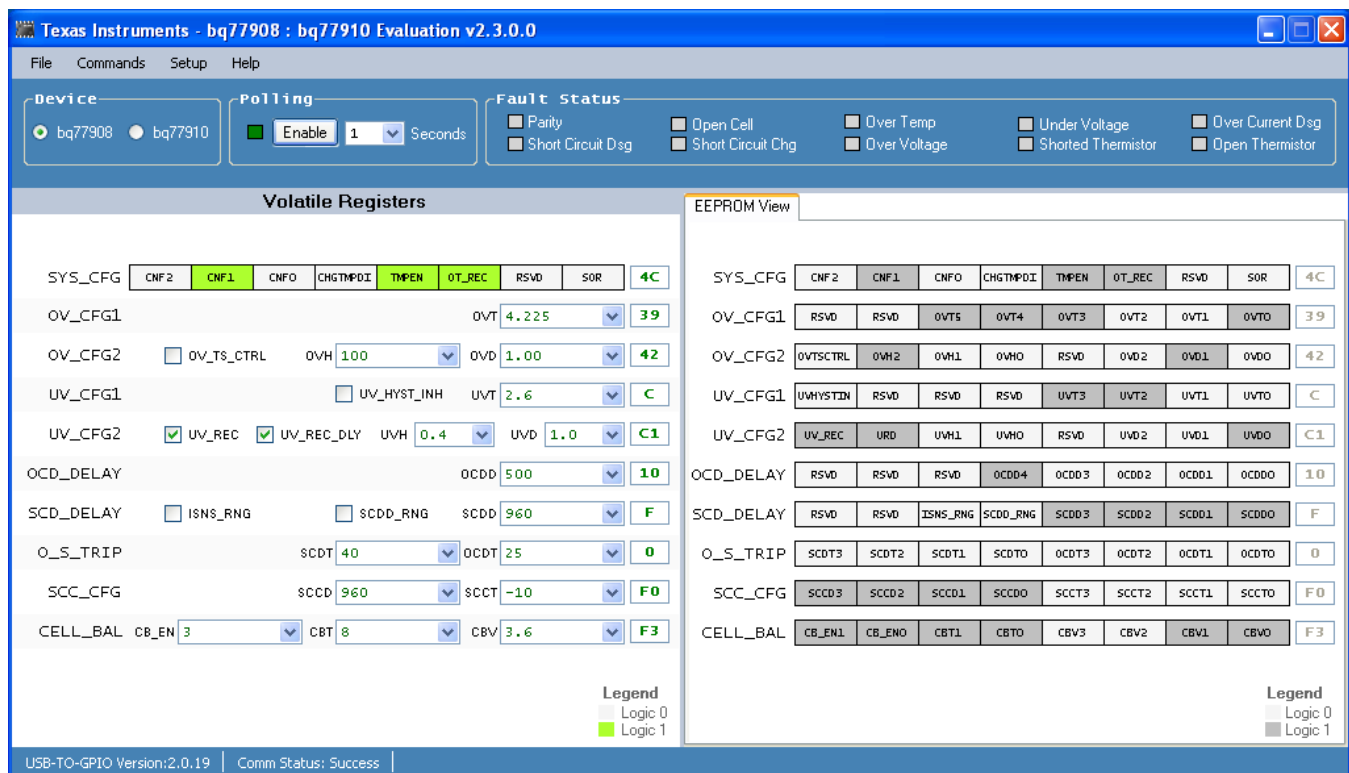 Texas Instruments - bq77908 : bq77910 Evaluation v2.3.0.0
File Commands Setup Help
Device
bq77908 bq77910
Polling
Enable 1 Seconds
Fault Status
Parity Open Cell Over Temp Under Voltage Over Current Dsg
Short Circuit Dsg Short Circuit Chg Over Voltage Shorted Thermistor Open Thermistor
Volatile Registers
SYS_CFG CNF2 CNF1 CNF0 CHGTMPDI TMPEN OT_REC RSVD SOR 4C
OV_CFG1 OVT 4.225 39
OV_CFG2 OV_TS_CTRL OVH 100 OVD 1.00 42
UV_CFG1 UV_HYST_INH UVT 2.6 C
UV_CFG2 UV_REC UV_REC_DLY UVH 0.4 UVD 1.0 C1
OCD_DELAY OCDD 500 10
SCD_DELAY ISNS_RNG SCDD_RNG SCDD 960 F
O_S_TRIP SCDT 40 OCDT 25 0
SCC_CFG SCCD 960 SCCT -10 F0
CELL_BAL CB_EN 3 CBT 8 CBV 3.6 F3
Legend
Logic 0
Logic 1
EEPROM View
SYS_CFG CNF2 CNF1 CNF0 CHGTMPDI TMPEN OT_REC RSVD SOR 4C
OV_CFG1 RSVD RSVD OVT5 OVT4 OVT3 OVT2 OVT1 OVT0 39
OV_CFG2 OVTSCTRL OVH2 OVH1 OVH0 RSVD OVD2 OVD1 OVD0 42
UV_CFG1 UVHYSTIN RSVD RSVD RSVD UVT3 UVT2 UVT1 UVT0 C
UV_CFG2 UV_REC URD UVH1 UVH0 RSVD UVD2 UVD1 UVD0 C1
OCD_DELAY RSVD RSVD RSVD OCDD4 OCDD3 OCDD2 OCDD1 OCDD0 10
SCD_DELAY RSVD RSVD ISNS_RNG SCDD_RNG SCDD3 SCDD2 SCDD1 SCDD0 F
O_S_TRIP SCDT3 SCDT2 SCDT1 SCDT0 OCDT3 OCDT2 OCDT1 OCDT0 0
SCC_CFG SCCD3 SCCD2 SCCD1 SCCD0 SCCT3 SCCT2 SCCT1 SCCT0 F0
CELL_BAL CB_EN1 CB_EN0 CBT1 CBT0 CBV3 CBV2 CBV1 CBV0 F3
Legend
Logic 0
Logic 1
USB-TO-GPIO Version:2.0.19 Comm Status: Success